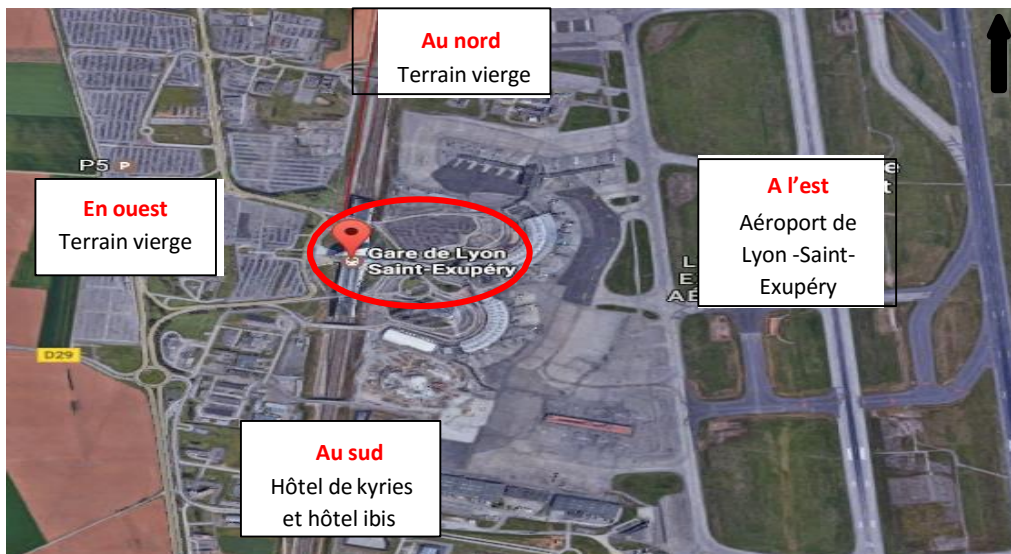 Au nord
Terrain vierge
P5 P
En ouest
Terrain vierge
Gare de Lyon
Saint-Exupéry
A l’est
Aéroport de
Lyon -Saint-
Exupéry
D29
Au sud
Hôtel de kyries
et hôtel ibis